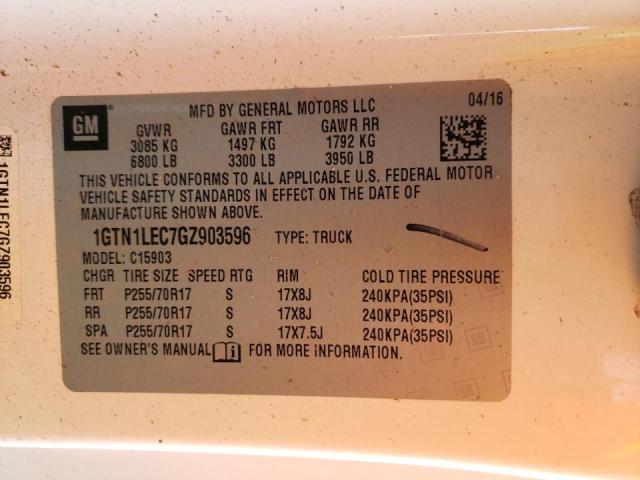 GM
MFD BY GENERAL MOTORS LLC 04/16
GVWR GAWR FRT GAWR RR
3085 KG 1497 KG 1792 KG
6800 LB 3300 LB 3950 LB
THIS VEHICLE CONFORMS TO ALL APPLICABLE U.S. FEDERAL MOTOR
VEHICLE SAFETY STANDARDS IN EFFECT ON THE DATE OF
MANUFACTURE SHOWN ABOVE.
1GTN1LEC7GZ903596 TYPE: TRUCK
MODEL: C15903
CHGR TIRE SIZE SPEED RTG RIM COLD TIRE PRESSURE
FRT P255/70R17 S 17X8J 240KPA(35PSI)
RR P255/70R17 S 17X8J 240KPA(35PSI)
SPA P255/70R17 S 17X7.5J 240KPA(35PSI)
SEE OWNER'S MANUAL FOR MORE INFORMATION.
1GTN1LEC7GZ903596